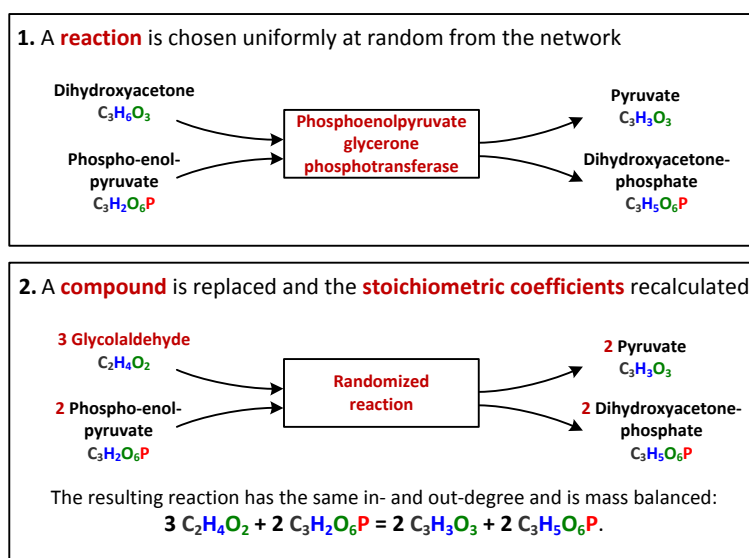 1. A reaction is chosen uniformly at random from the network
Dihydroxyacetone
C₃H₆O₃
Phospho-enol-
pyruvate
C₃H₂O₆P
Phosphoenolpyruvate
glycerone
phosphotransferase
Pyruvate
C₃H₃O₃
Dihydroxyacetone-
phosphate
C₃H₅O₆P
2. A compound is replaced and the stoichiometric coefficients recalculated
3 Glycolaldehyde
C₂H₄O₂
2 Phospho-enol-
pyruvate
C₃H₂O₆P
Randomized
reaction
2 Pyruvate
C₃H₃O₃
2 Dihydroxyacetone-
phosphate
C₃H₅O₆P
The resulting reaction has the same in- and out-degree and is mass balanced:
3 C₂H₄O₂ + 2 C₃H₂O₆P = 2 C₃H₃O₃ + 2 C₃H₅O₆P.